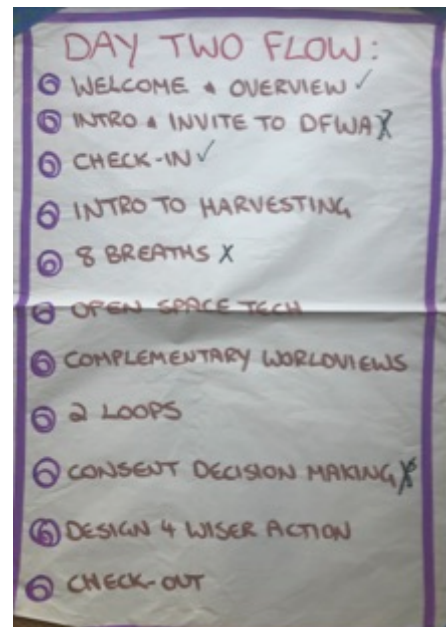 DAY TWO FLOW:
WELCOME & OVERVIEW ✓
INTRO & INVITE TO DFWA X
CHECK-IN ✓
INTRO TO HARVESTING
8 BREATHS X
OPEN SPACE TECH
COMPLEMENTARY WORLDVIEWS
2 LOOPS
CONSENT DECISION MAKING X
DESIGN 4 WISER ACTION
CHECK-OUT